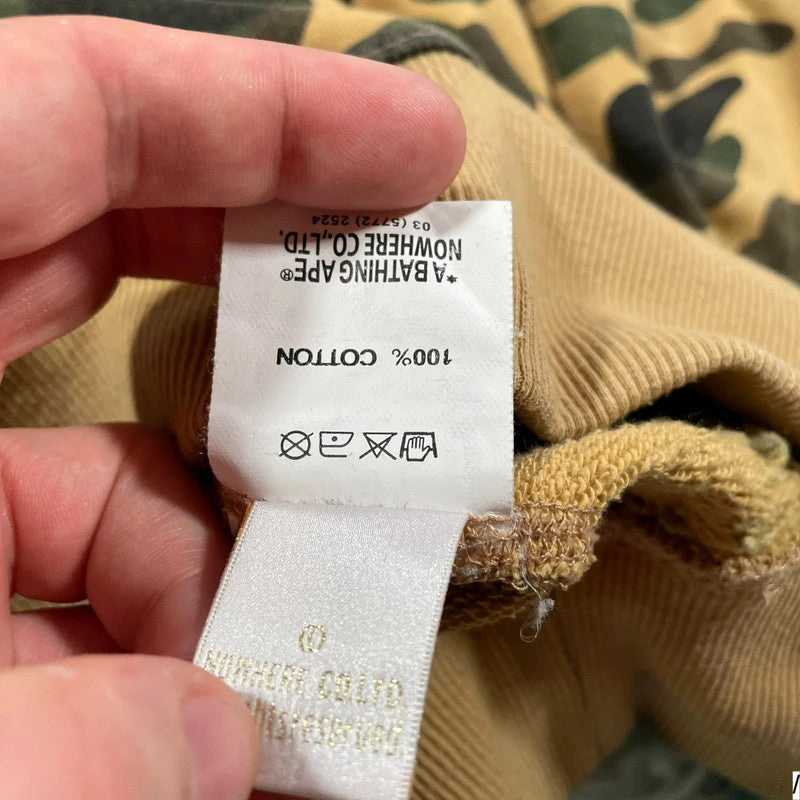 *A BATHING APE®
NOWHERE CO.,LTD.
03 (5772) 2524
100% COTTON
©
NOWHERE CO.LTD